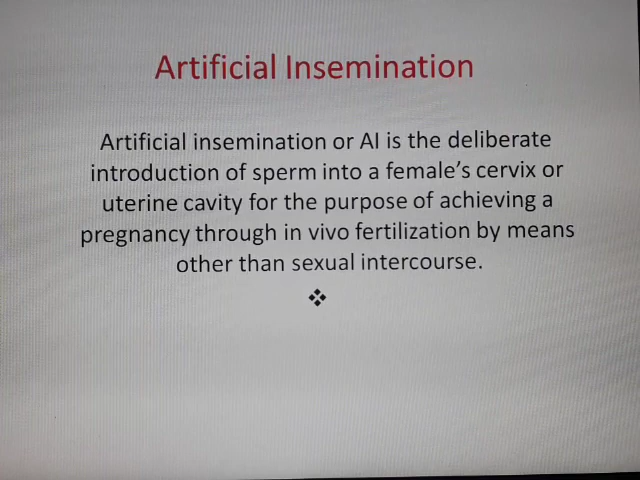 Artificial Insemination
Artificial insemination or AI is the deliberate
introduction of sperm into a female's cervix or
uterine cavity for the purpose of achieving a
pregnancy through in vivo fertilization by means
other than sexual intercourse.
❖